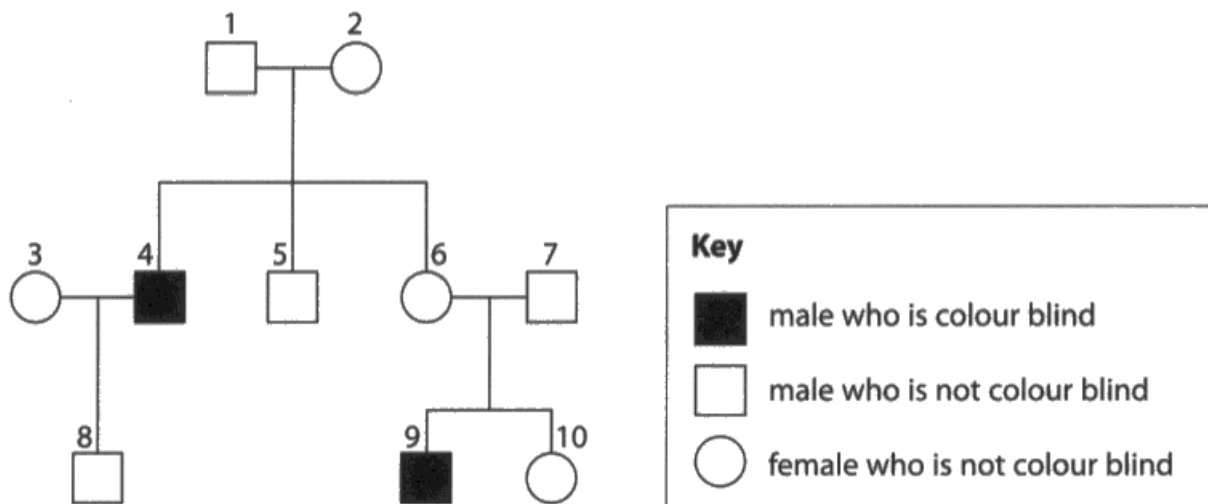 1 2
3 4 5 6 7
8 9 10
Key
male who is colour blind
male who is not colour blind
female who is not colour blind